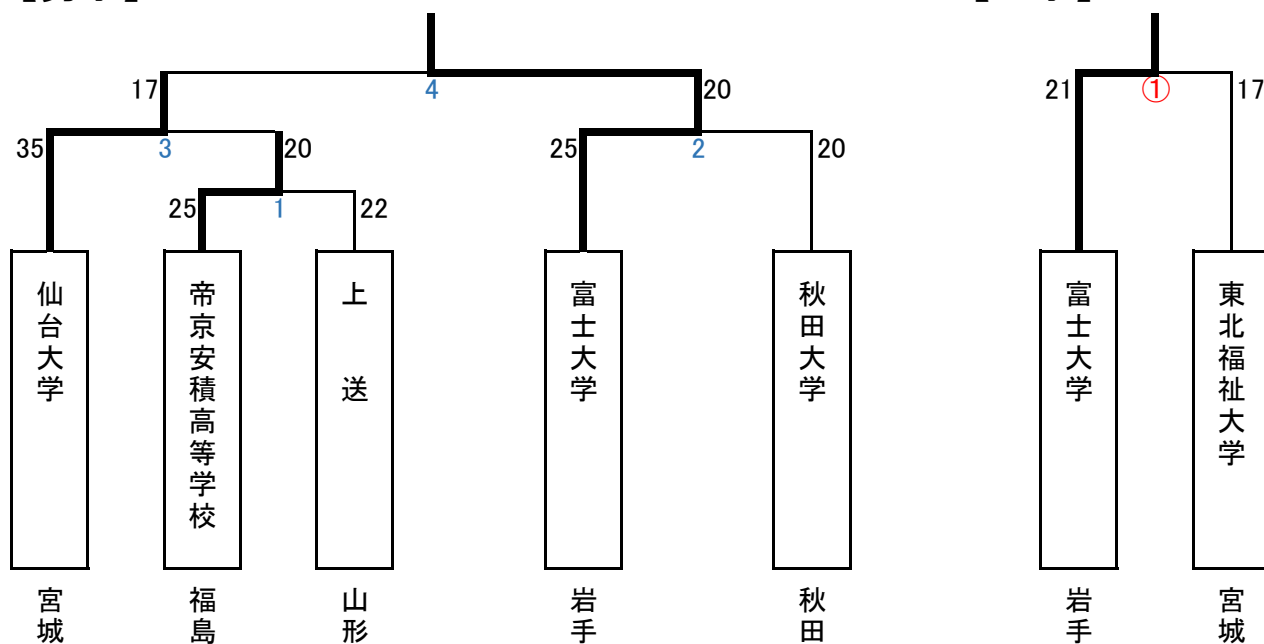 17
4
20
21
①
17
35
3
20
25
2
20
25
1
22
仙台大学
帝京安積高等学校
上送
富士大学
秋田大学
富士大学
東北福祉大学
宮城
福島
山形
岩手
秋田
岩手
宮城